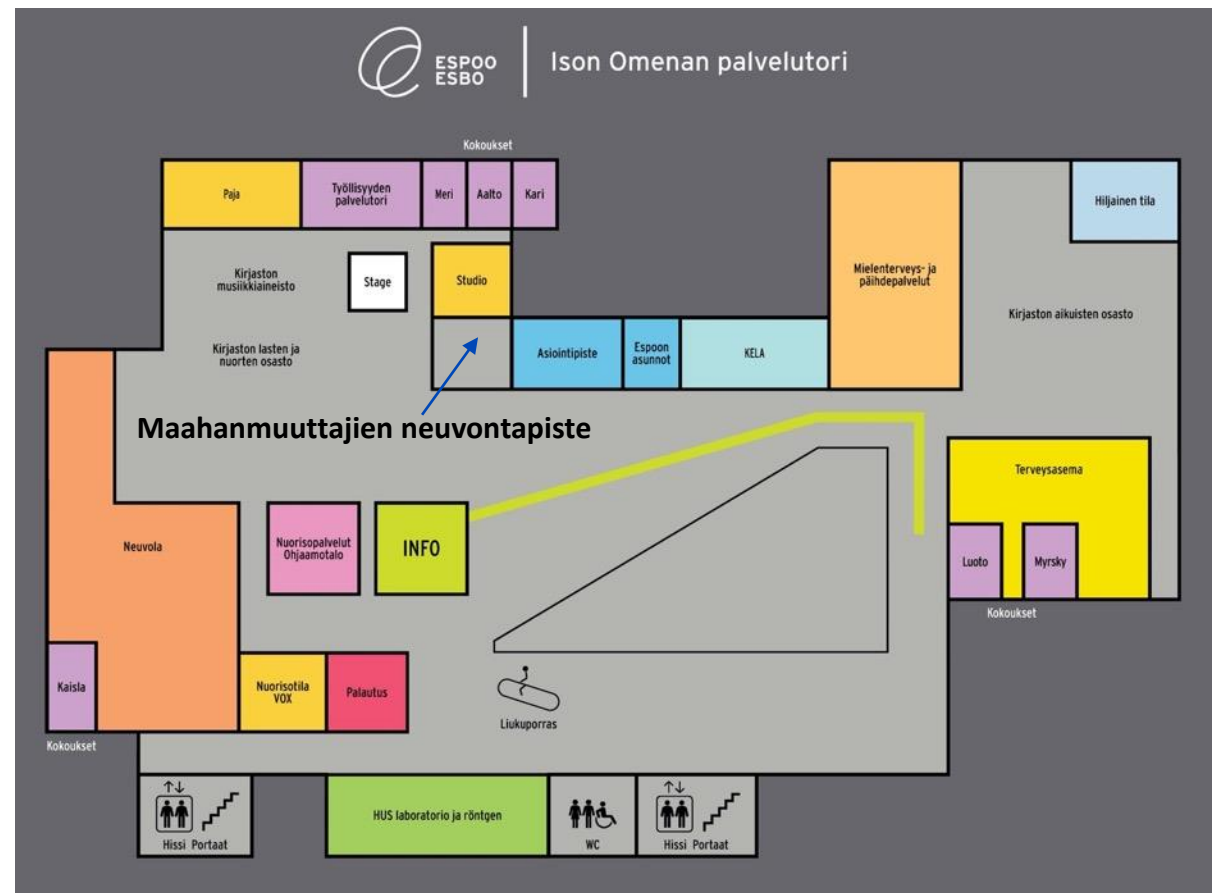 ESPOO
ESBO
Ison Omenan palvelutori
Kokoukset
Paja
Työllisyyden
palvelutori
Meri
Aalto
Kari
Hiljainen tila
Kirjaston
musiikkiaineisto
Stage
Studio
Mielenterveys- ja
päihdepalvelut
Kirjaston aikuisten osasto
Kirjaston lasten ja
nuorten osasto
Asiointipiste
Espoon
asunnot
KELA
Maahanmuuttajien neuvontapiste
Terveysasema
Neuvola
Nuorisopalvelut
Ohjaamotalo
INFO
Luoto
Myrsky
Kokoukset
Kaisla
Nuorisotila
VOX
Palautus
Liukuporras
Kokoukset
HUS laboratorio ja röntgen
Hissi Portaat
WC
Hissi Portaat